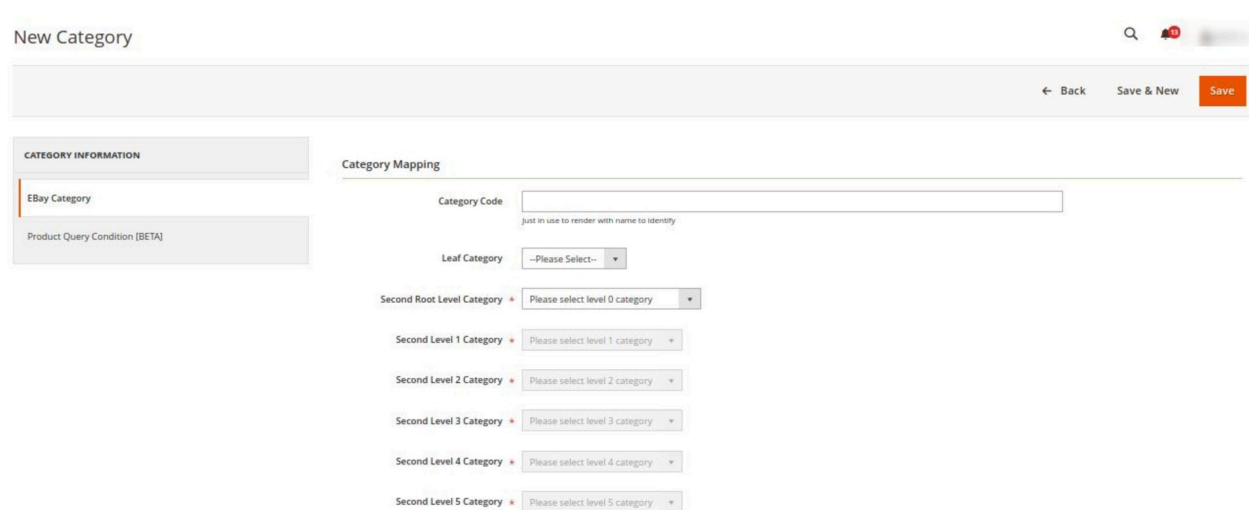 New Category
13
← Back Save & New Save
CATEGORY INFORMATION
EBay Category
Product Query Condition [BETA]
Category Mapping
Category Code
Just in use to render with name to identify
Leaf Category --Please Select--
Second Root Level Category * Please select level 0 category
Second Level 1 Category * Please select level 1 category
Second Level 2 Category * Please select level 2 category
Second Level 3 Category * Please select level 3 category
Second Level 4 Category * Please select level 4 category
Second Level 5 Category * Please select level 5 category